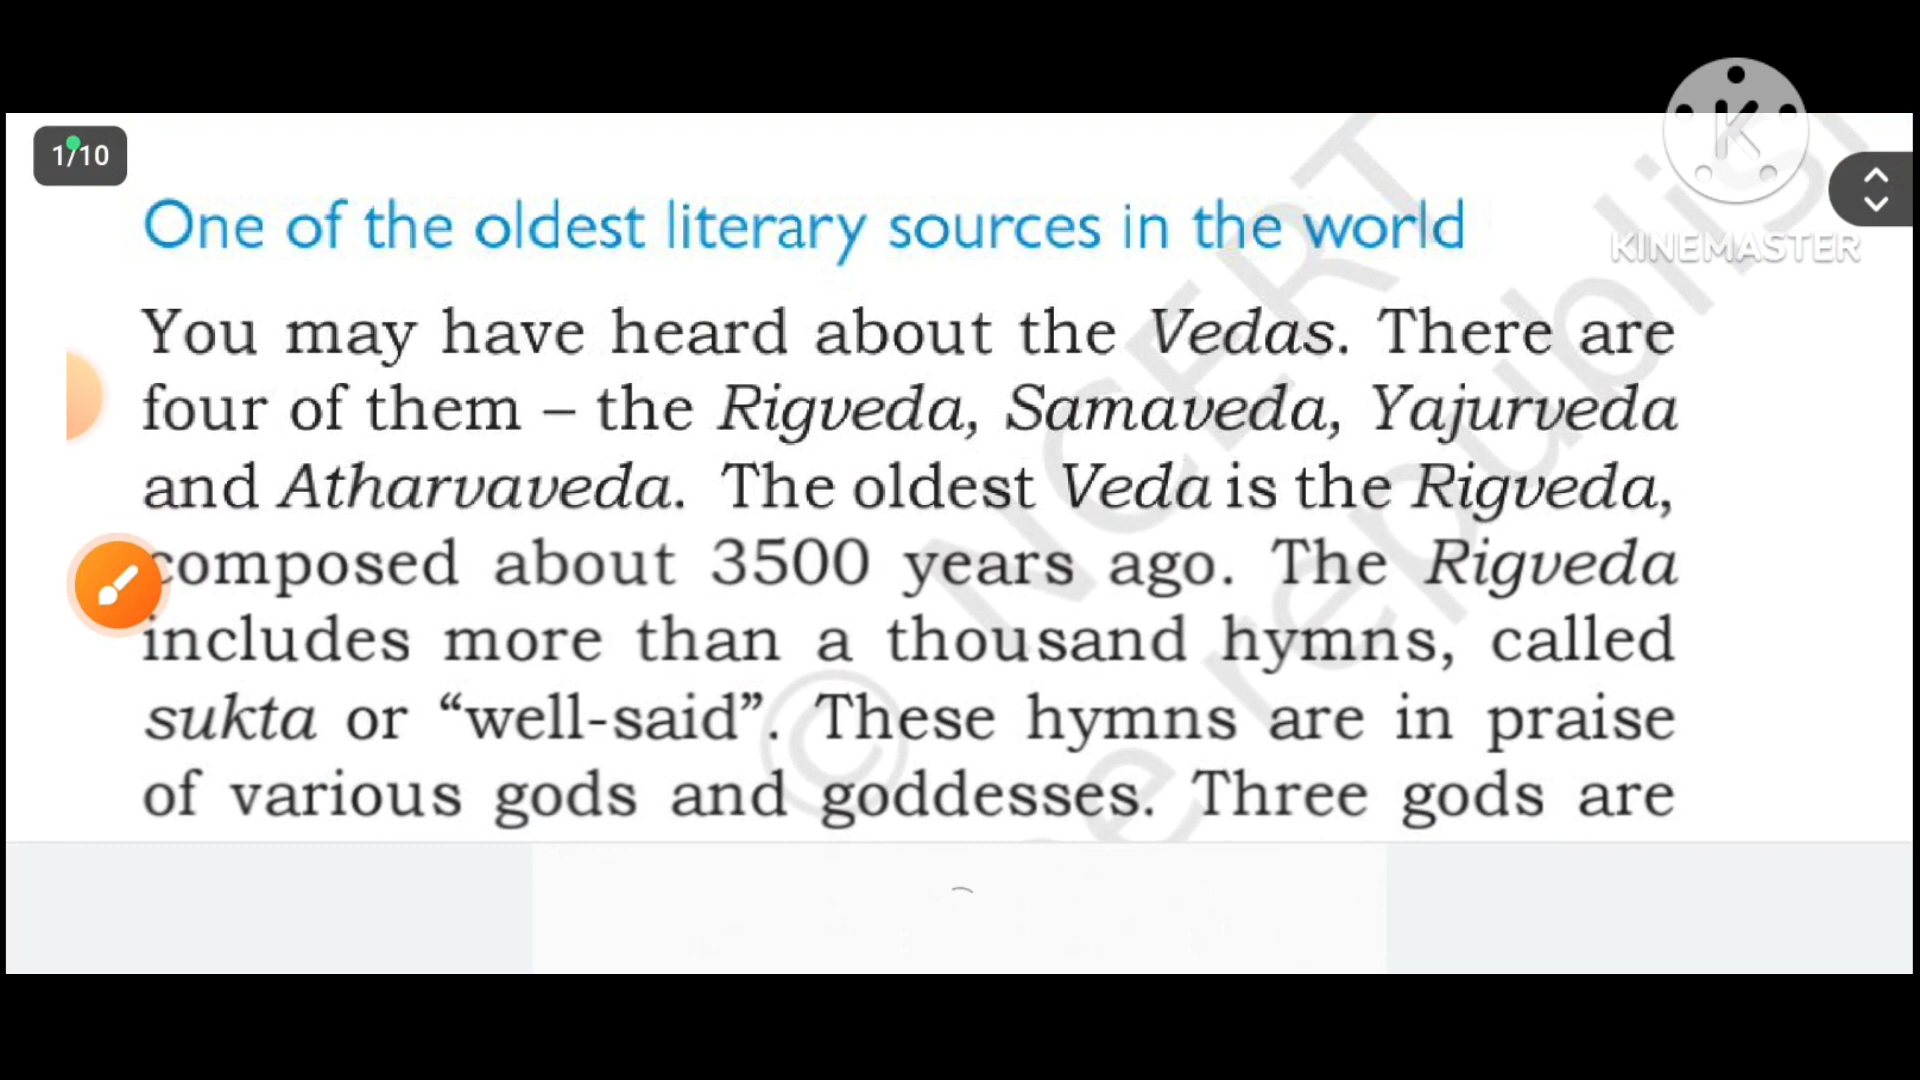 1/10
KINEMASTER
One of the oldest literary sources in the world
You may have heard about the Vedas. There are
four of them – the Rigveda, Samaveda, Yajurveda
and Atharvaveda. The oldest Veda is the Rigveda,
composed about 3500 years ago. The Rigveda
includes more than a thousand hymns, called
sukta or “well-said”. These hymns are in praise
of various gods and goddesses. Three gods are
© NCERT
republish